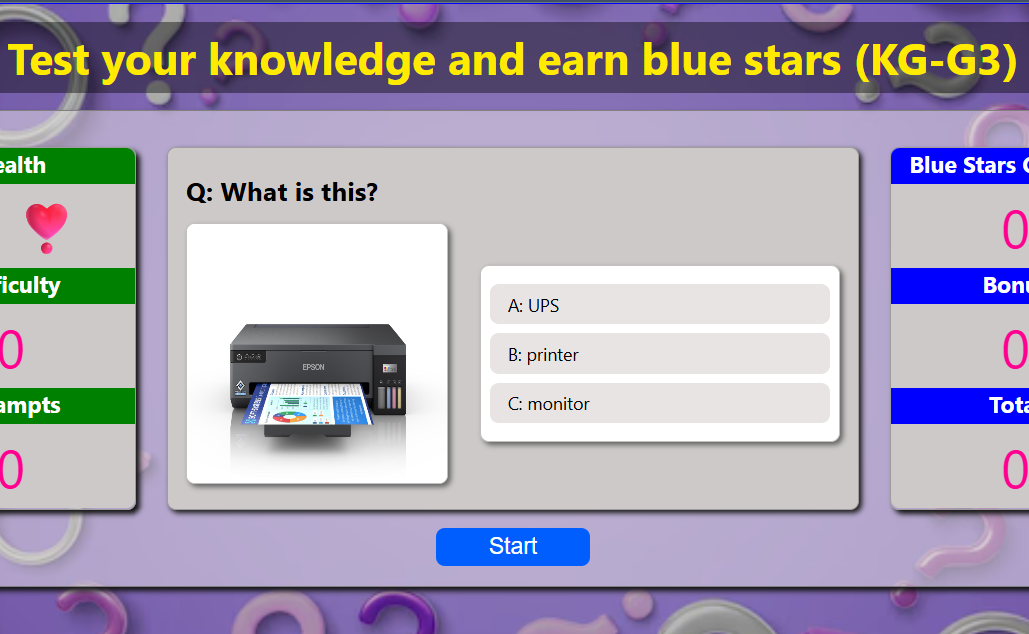 Test your knowledge and earn blue stars (KG-G3)
ealth
Blue Stars
Q: What is this?
0
ficulty
Bonu
EPSON
A: UPS
B: printer
C: monitor
0
0
ampts
Tota
0
0
Start